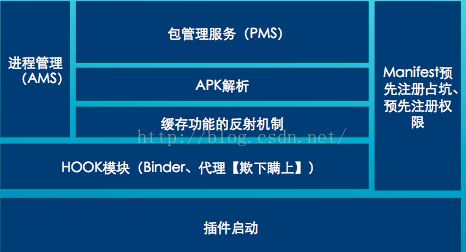 包管理服务（PMS）
进程管理
（AMS）
APK解析
Manifest预
先注册占坑、
预先注册权
限
缓存功能的反射机制
http://blog.csdn.net/
HOOK模块（Binder、代理【欺下瞒上】）
插件启动